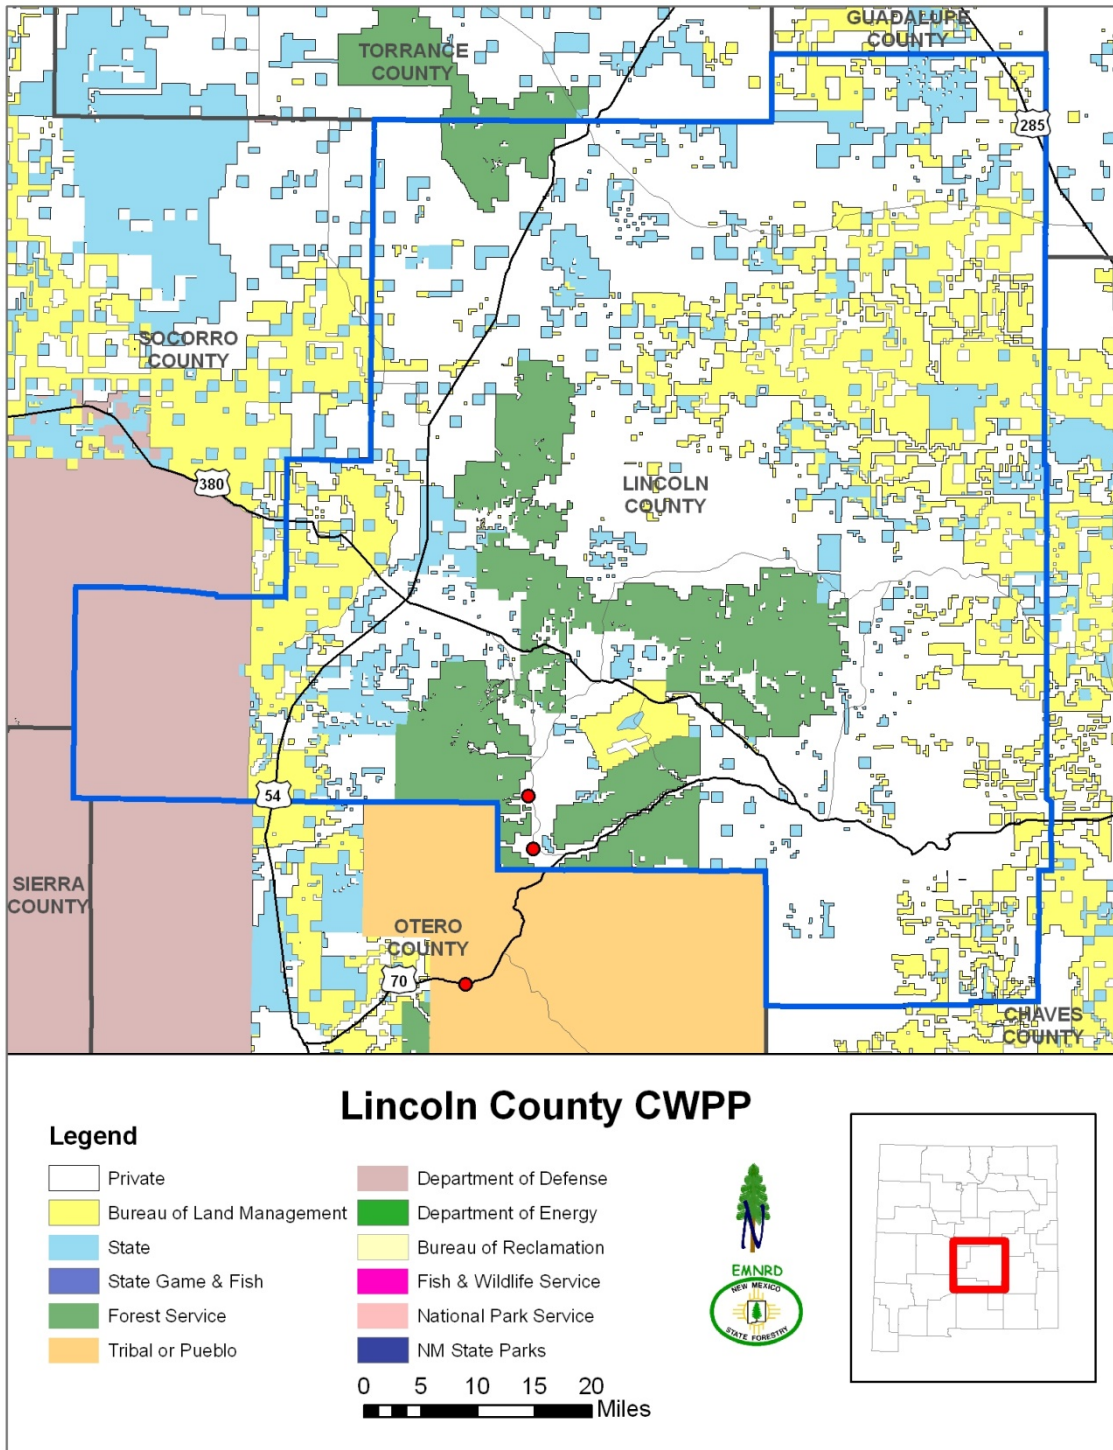 GUADALUPE
COUNTY
TORRANCE
COUNTY
285
SOCORRO
COUNTY
380
LINCOLN
COUNTY
54
SIERRA
COUNTY
OTERO
COUNTY
70
CHAVES
COUNTY
Lincoln County CWPP
Legend
Private
Bureau of Land Management
State
State Game & Fish
Forest Service
Tribal or Pueblo
Department of Defense
Department of Energy
Bureau of Reclamation
Fish & Wildlife Service
National Park Service
NM State Parks
0 5 10 15 20
Miles
N
EMNRD
NEW MEXICO
STATE FORESTRY